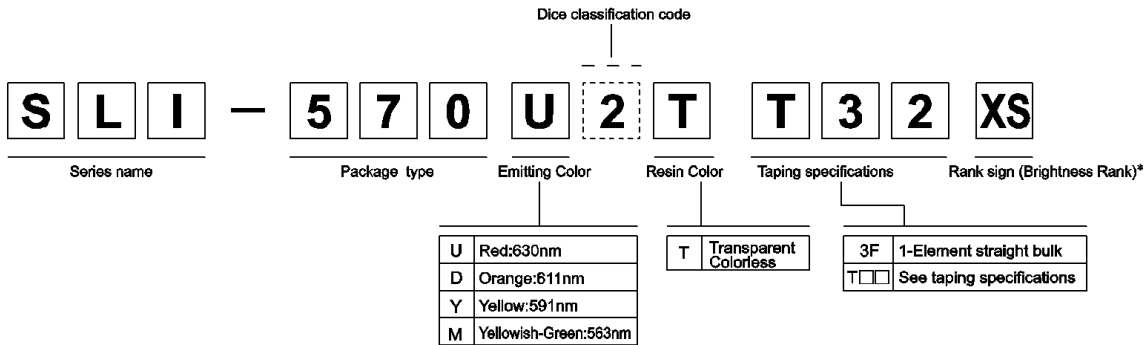 Dice classification code
S L I – 5 7 0 U 2 T T 3 2 XS
Series name Package type Emitting Color Resin Color Taping specifications Rank sign (Brightness Rank)*
U Red:630nm
D Orange:611nm
Y Yellow:591nm
M Yellowish-Green:563nm
T Transparent
Colorless
3F 1-Element straight bulk
T□□ See taping specifications